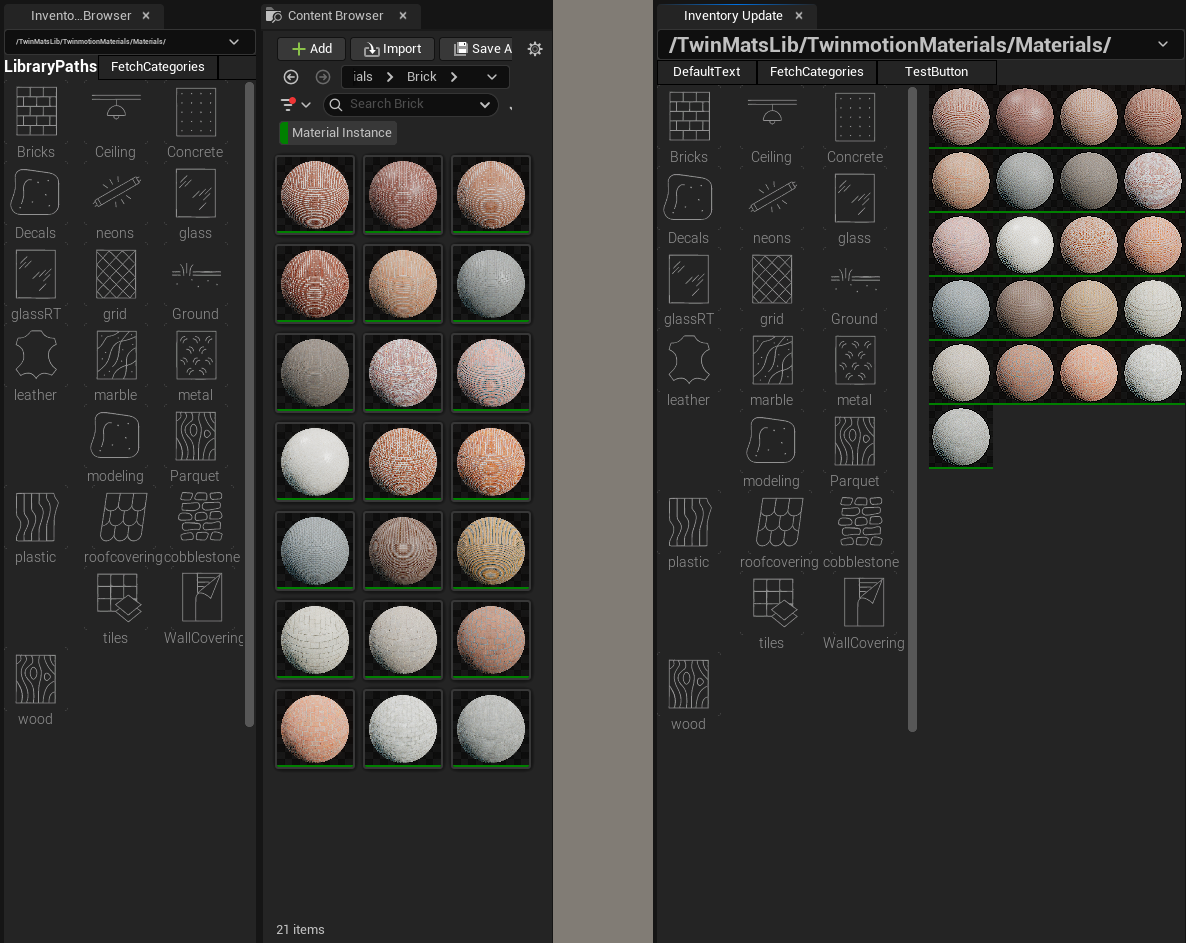 Invento...Browser
/TwinMatsLib/TwinmotionMaterials/Materials/
LibraryPaths FetchCategories
Bricks Ceiling Concrete
Decals neons glass
glassRT grid Ground
leather marble metal
modeling Parquet
plastic roofcovering cobblestone
tiles WallCovering
wood
Content Browser
Add Import Save A
ials Brick
Search Brick
Material Instance
21 items
Inventory Update
/TwinMatsLib/TwinmotionMaterials/Materials/
DefaultText FetchCategories TestButton
Bricks Ceiling Concrete
Decals neons glass
glassRT grid Ground
leather marble metal
modeling Parquet
plastic roofcovering cobblestone
tiles WallCovering
wood